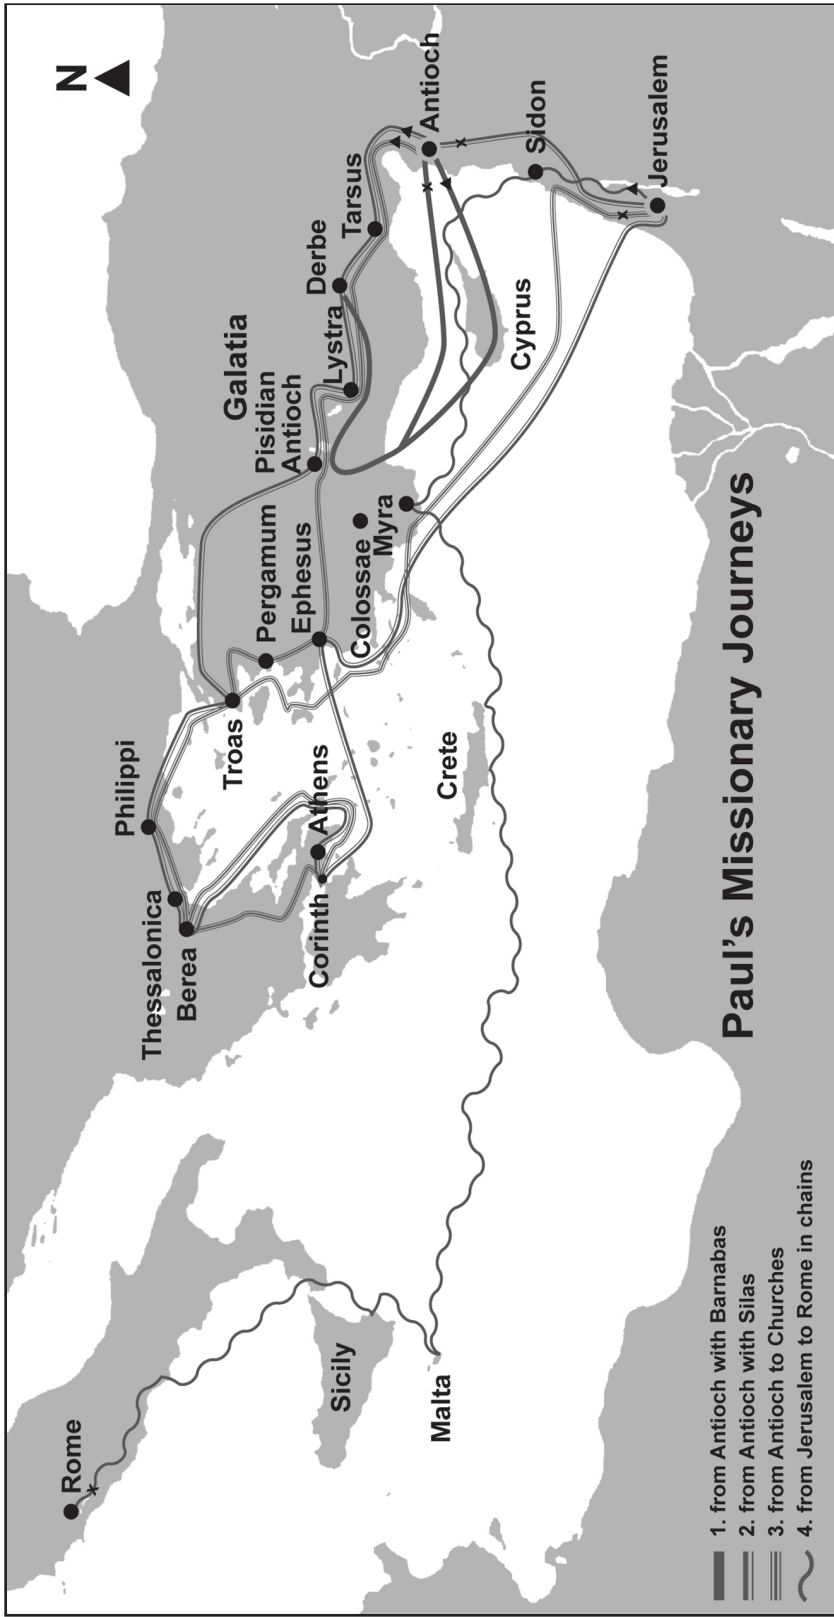 N
Rome
Thessalonica
Berea
Philippi
Troas
Pergamum
Ephesus
Galatia
Pisidian
Antioch
Lystra
Derbe
Tarsus
Antioch
Sidon
Jerusalem
Corinth
Athens
Colossae
Myra
Cyprus
Crete
Sicily
Malta
Paul's Missionary Journeys
1. from Antioch with Barnabas
2. from Antioch with Silas
3. from Antioch to Churches
4. from Jerusalem to Rome in chains